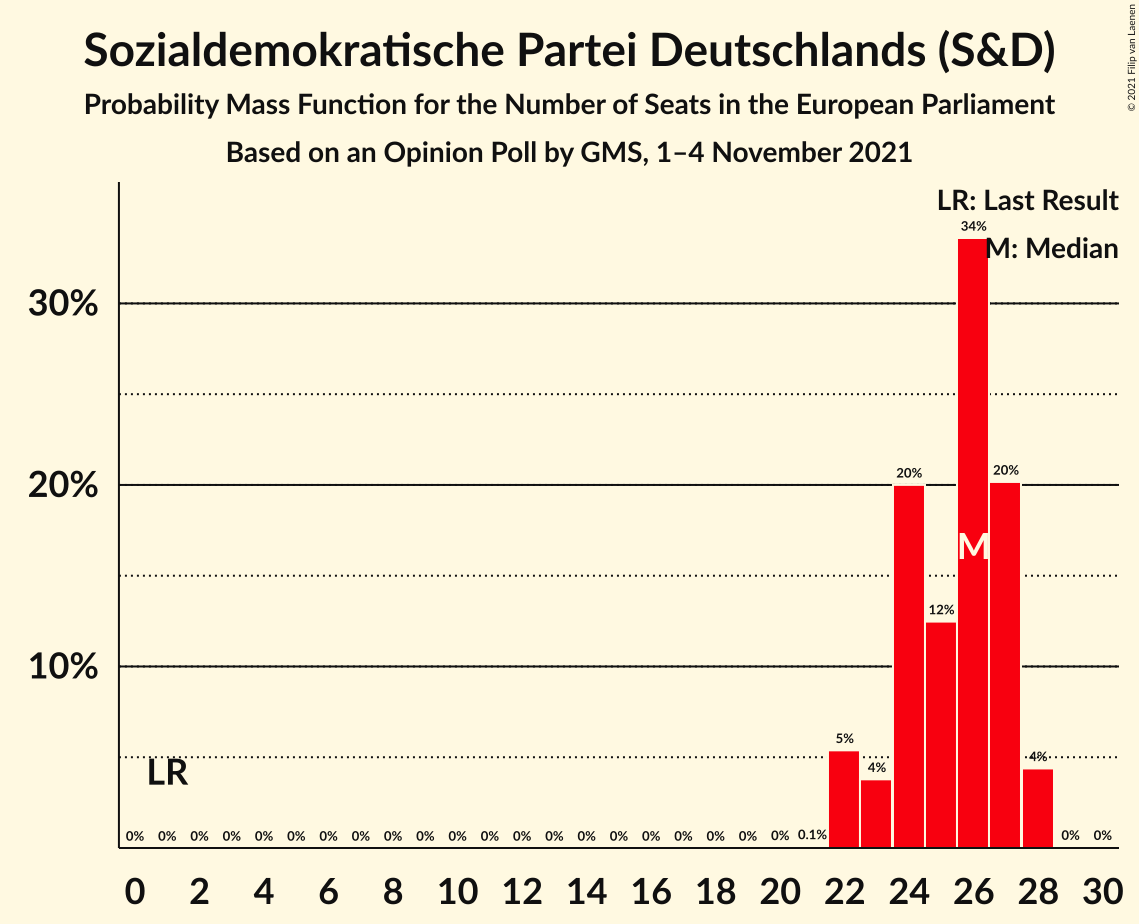 Sozialdemokratische Partei Deutschlands (S&D)
Probability Mass Function for the Number of Seats in the European Parliament
Based on an Opinion Poll by GMS, 1–4 November 2021
© 2021 Filip van Laenen
LR: Last Result
M: Median
34%
30%
20%
20% 20%
M
12%
10%
5% 4% 4%
LR
0% 0% 0% 0% 0% 0% 0% 0% 0% 0% 0% 0% 0% 0% 0% 0% 0% 0% 0% 0% 0% 0.1% 0% 0%
0 2 4 6 8 10 12 14 16 18 20 22 24 26 28 30